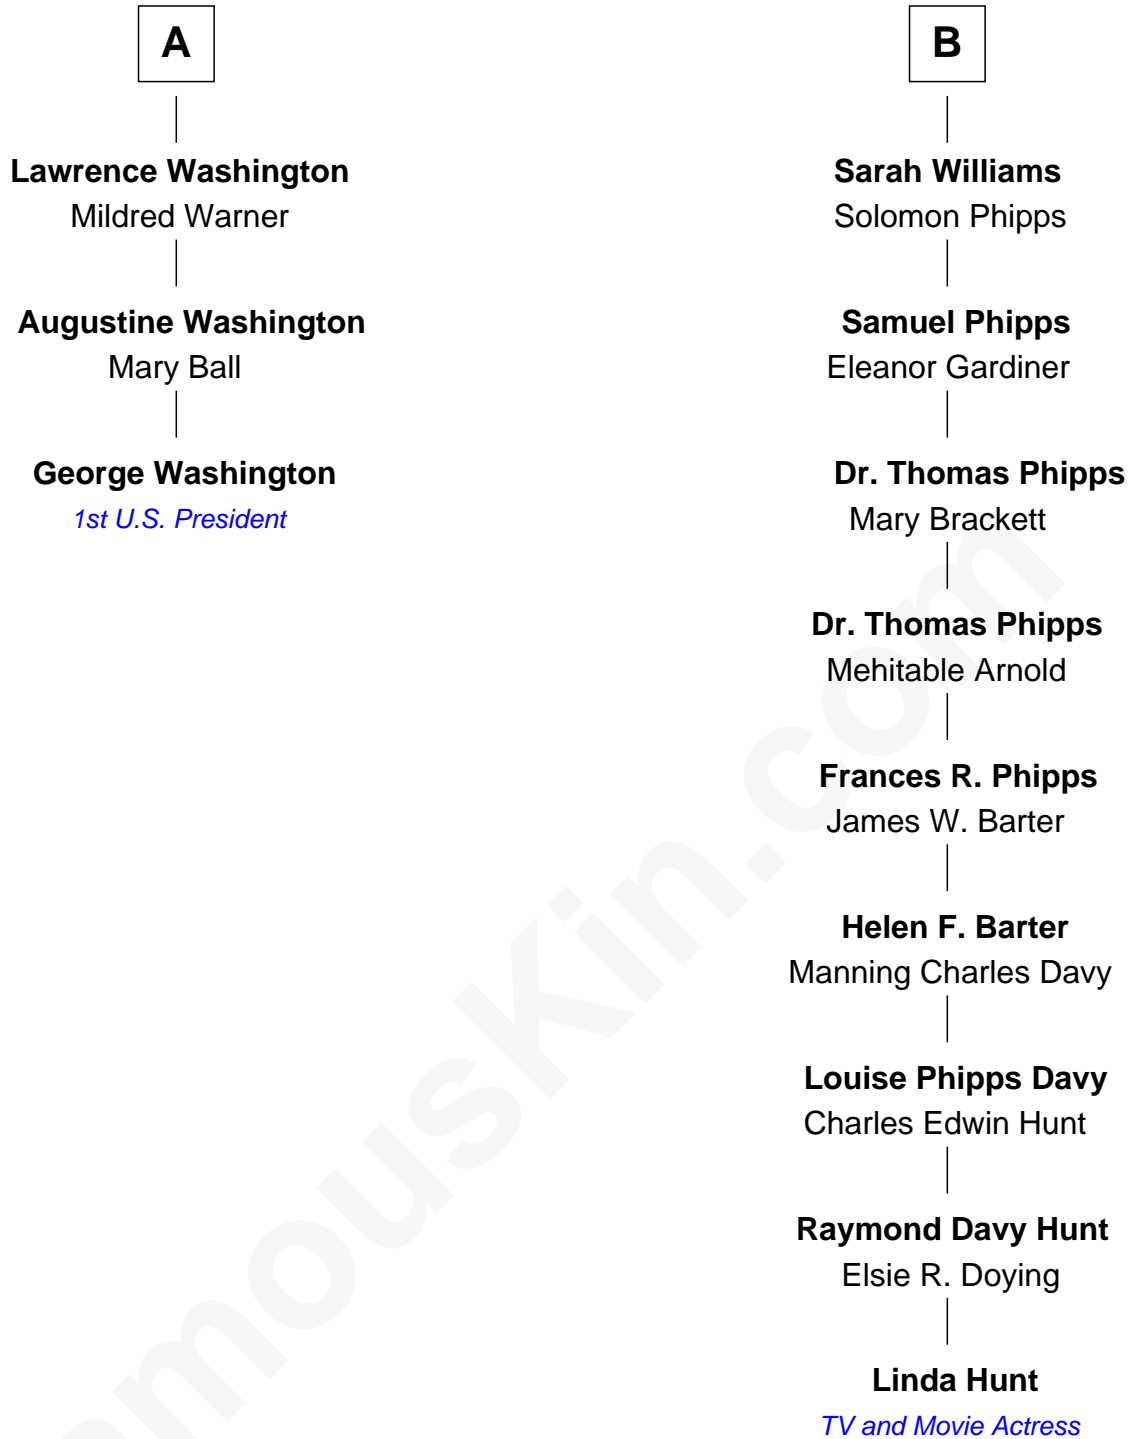 A
Lawrence Washington
Mildred Warner
Augustine Washington
Mary Ball
George Washington
1st U.S. President
B
Sarah Williams
Solomon Phipps
Samuel Phipps
Eleanor Gardiner
Dr. Thomas Phipps
Mary Brackett
Dr. Thomas Phipps
Mehitable Arnold
Frances R. Phipps
James W. Barter
Helen F. Barter
Manning Charles Davy
Louise Phipps Davy
Charles Edwin Hunt
Raymond Davy Hunt
Elsie R. Doying
Linda Hunt
TV and Movie Actress
amousKin.com